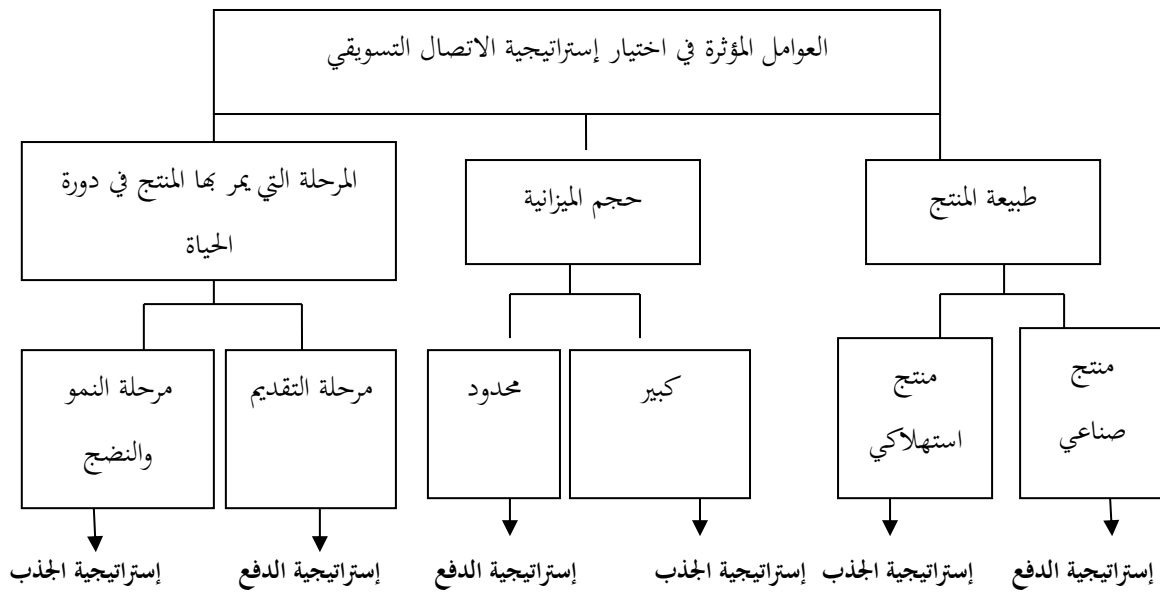 العوامل المؤثرة في اختيار إستراتيجية الاتصال التسويقي
طبيعة المنتج
حجم الميزانية
المرحلة التي يمر بها المنتج في دورة
الحياة
منتج
صناعي
منتج
استهلاكي
كبير
محدود
مرحلة التقديم
مرحلة النمو
والنضج
إستراتيجية الدفع
إستراتيجية الجذب
إستراتيجية الجذب
إستراتيجية الدفع
إستراتيجية الدفع
إستراتيجية الجذب